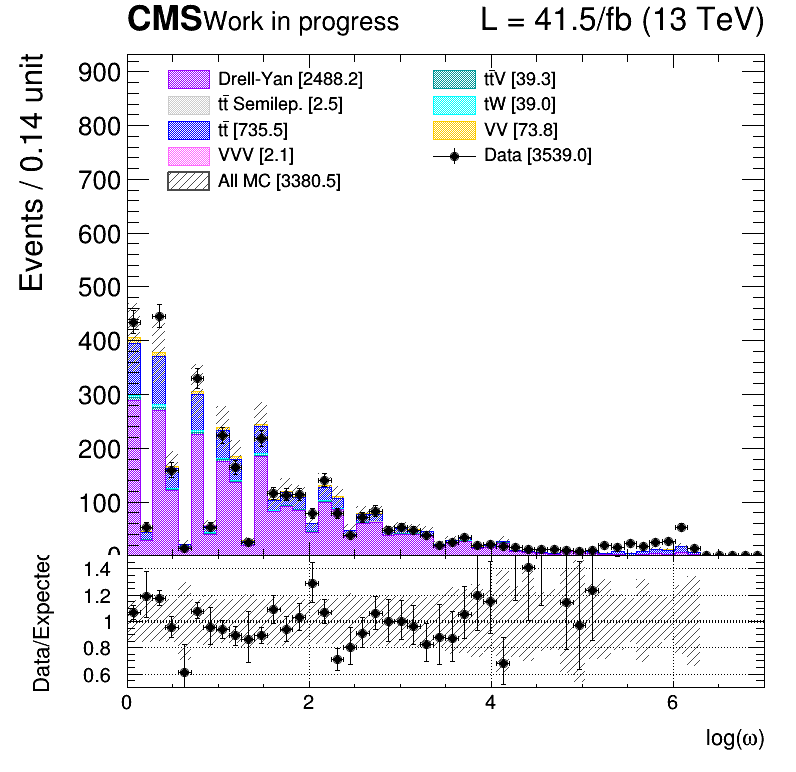 CMS Work in progress L = 41.5/fb (13 TeV)
Events / 0.14 unit
900
800
700
600
500
400
300
200
100
0
Drell-Yan [2488.2]
tt̄ Semilep. [2.5]
tt̄ [735.5]
VVV [2.1]
All MC [3380.5]
tt̄V [39.3]
tW [39.0]
VV [73.8]
Data [3539.0]
Data/Expected
1.4
1.2
1
0.8
0.6
0 2 4 6
log(ω)